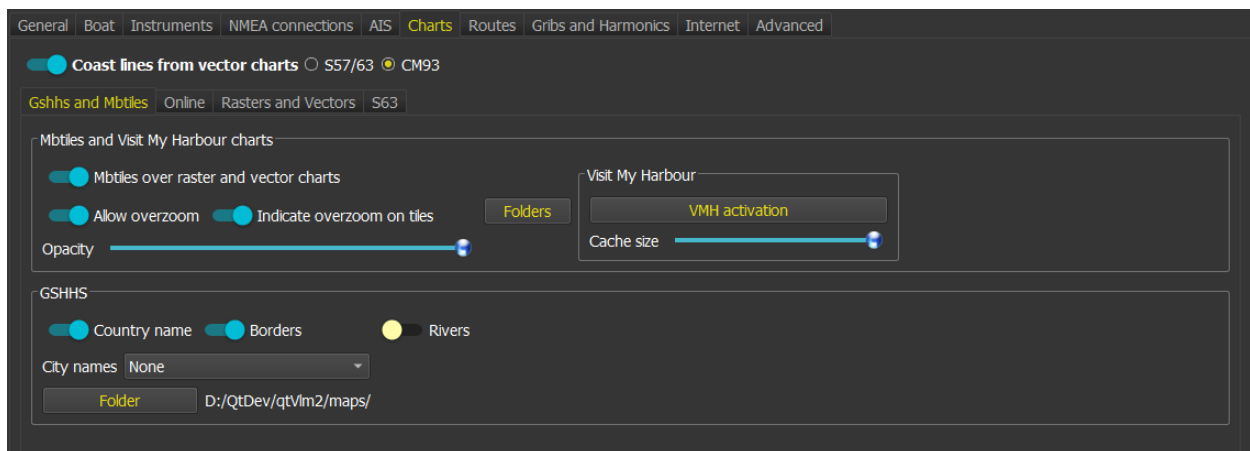 General Boat Instruments NMEA connections AIS Charts Routes Gribs and Harmonics Internet Advanced
Coast lines from vector charts S57/63 CM93
Gshhs and Mbtiles Online Rasters and Vectors S63
Mbtiles and Visit My Harbour charts
Mbtiles over raster and vector charts
Visit My Harbour
Allow overzoom Indicate overzoom on tiles Folders VMH activation
Opacity Cache size
GSHHS
Country name Borders Rivers
City names None
Folder D:/QtDev/qtVlm2/maps/